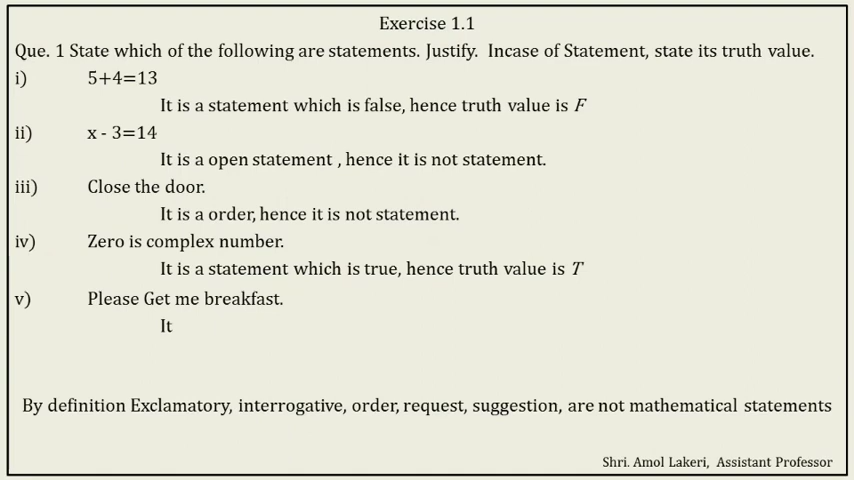 Exercise 1.1
Que. 1 State which of the following are statements. Justify. Incase of Statement, state its truth value.
i) 5+4=13
It is a statement which is false, hence truth value is F
ii) x - 3=14
It is a open statement , hence it is not statement.
iii) Close the door.
It is a order, hence it is not statement.
iv) Zero is complex number.
It is a statement which is true, hence truth value is T
v) Please Get me breakfast.
It
By definition Exclamatory, interrogative, order, request, suggestion, are not mathematical statements
Shri. Amol Lakeri, Assistant Professor